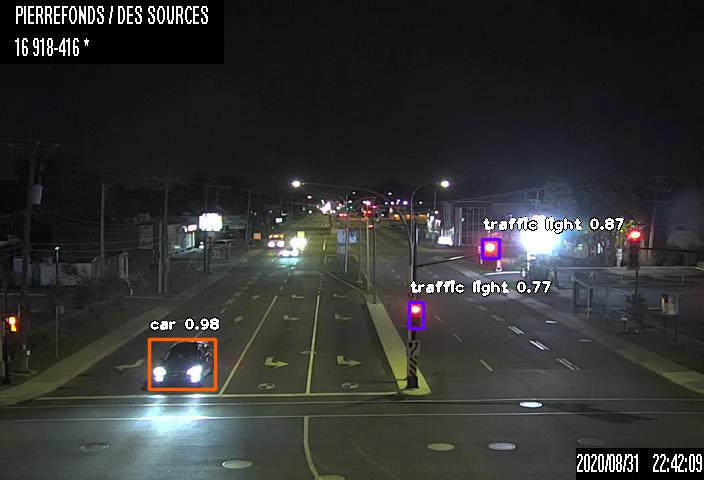 PIERREFONDS / DES SOURCES
16 918-416 *
traffic light 0.87
traffic light 0.77
car 0.98
2020/08/31 22:42:09